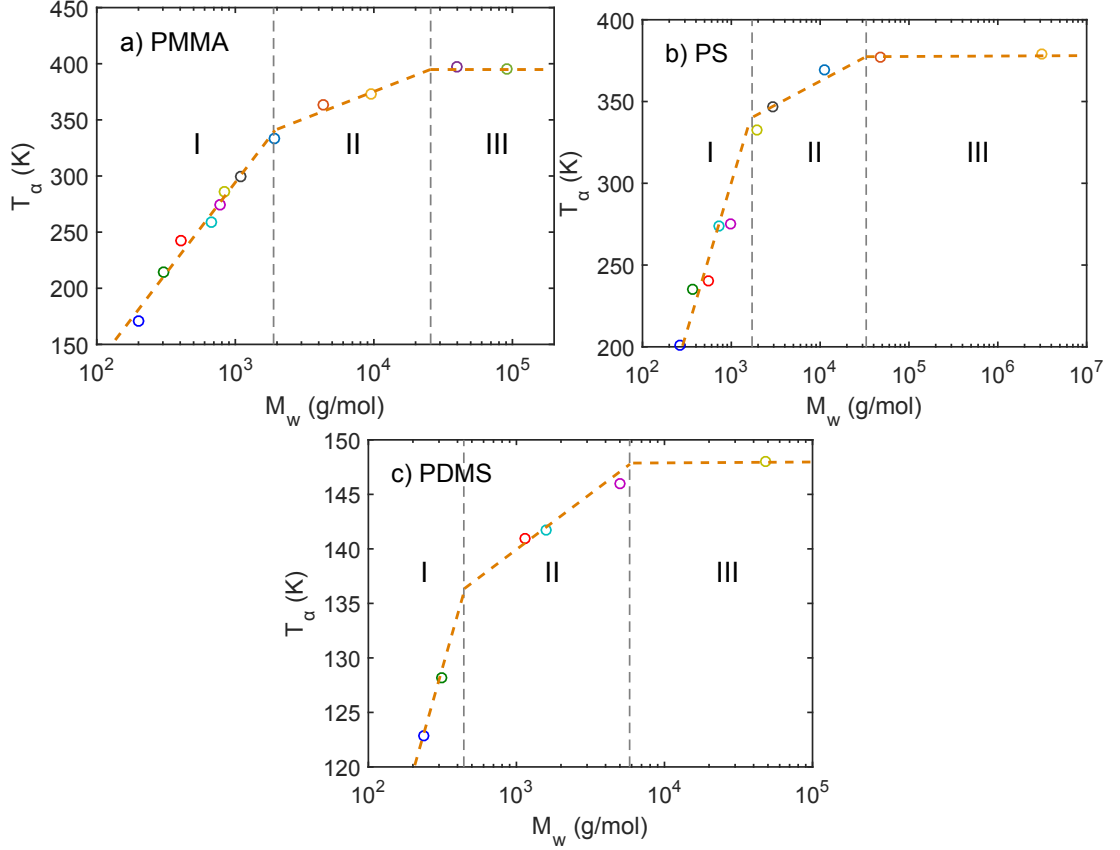 a) PMMA
450
400
350
300
250
200
150
I
II
III
T_α (K)
10^2
10^3
10^4
10^5
M_w (g/mol)
b) PS
400
350
300
250
200
I
II
III
T_α (K)
10^2
10^3
10^4
10^5
10^6
10^7
M_w (g/mol)
c) PDMS
150
145
140
135
130
125
120
I
II
III
T_α (K)
10^2
10^3
10^4
10^5
M_w (g/mol)